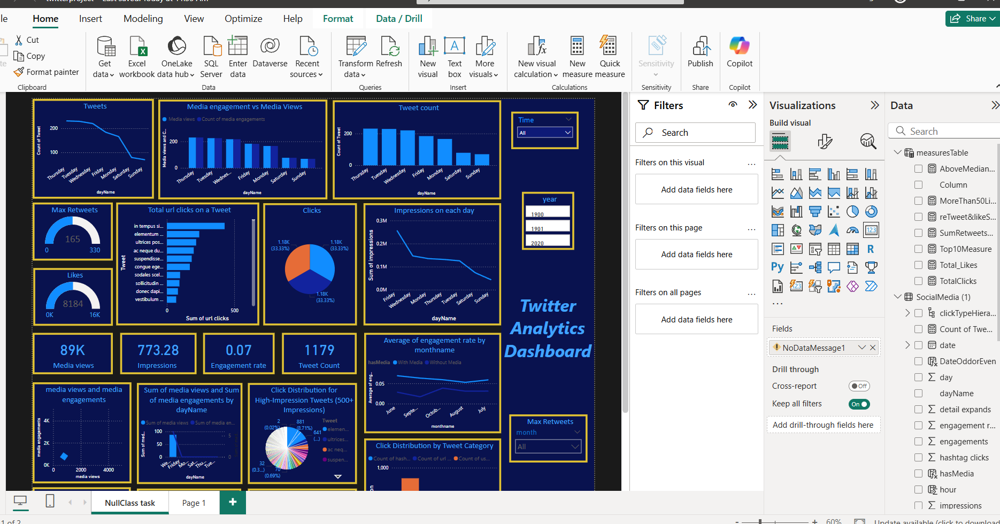 Home Insert Modeling View Optimize Help Format Data / Drill
Share
Cut
Copy
Format painter
Clipboard
Get data
Excel workbook
OneLake data hub
SQL Server
Enter data
Dataverse
Recent sources
Data
Transform data
Refresh
Queries
New visual
Text box
More visuals
Insert
New visual calculation
New measure
Quick measure
Calculations
Sensitivity
Sensitivity
Publish
Share
Copilot
Copilot
Tweets
Count of Tweet
200
100
Thursday
Tuesday
Wednesday
Friday
Monday
Saturday
Sunday
dayName
Media engagement vs Media Views
Media views Count of media engagements
Media views and C...
200
0
Thursday
Tuesday
Wednes...
Friday
Monday
Saturday
Sunday
dayName
Tweet count
Count of Tweet
200
0
Thursday
Tuesday
Wednesday
Friday
Monday
Saturday
Sunday
dayName
Time
All
year
1900
1901
2020
Max Retweets
165
0 330
Likes
8184
0K 16K
Total url clicks on a Tweet
Tweet
in tempus si...
elementum ...
ultrices pos...
ac neque du...
suspendisse...
congue ege...
sodales scel...
sollicitudin ...
donec dapi...
vestibulum ...
0 500
Sum of url clicks
Clicks
1.18K
(33.33%)
1.18K
(33.33%)
1.18K
(33.33%)
Impressions on each day
Sum of impressions
0.3M
0.2M
0.1M
0.0M
Friday
Wednesday
Monday
Thursday
Tuesday
Saturday
Sunday
dayName
Twitter
Analytics
Dashboard
89K
Media views
773.28
Impressions
0.07
Engagement rate
1179
Tweet Count
Average of engagement rate by
monthname
hasMedia With Media Without Media
Average of eng...
0.05
0.00
June
Septe...
Octob...
August
July
monthname
media views and media
engagements
media engagements
4K
2K
0K
0 2000 4000
media views
Sum of media views and Sum
of media engagements by
dayName
Sum of media views Sum of media en...
Sum of med...
100
50
0
5
0
We...
Friday
Mo...
Sat...
Thu...
Tue...
dayName
Click Distribution for
High-Impression Tweets (500+
Impressions)
2
(0.02%)
881
(8.71%)
641
(...)
32
(0.3...)
70
(0.69%)
Tweet
elemen...
ultrices...
ac neq...
suspen...
Click Distribution by Tweet Category
Count of hash... Count of url ... Count of us...
1,000
Max Retweets
month
All
NullClass task
Page 1
Filters
Search
Filters on this visual ...
Add data fields here
Filters on this page ...
Add data fields here
Filters on all pages ...
Add data fields here
Visualizations
Build visual
123
R
Py
123
...
Fields
NoDataMessage1
Drill through
Cross-report Off
Keep all filters On
Add drill-through fields here
Data
Search
measuresTable
AboveMedian...
Column
MoreThan50Li...
reTweet&likeS...
SumRetweets...
Top10Measure
Total_Likes
TotalClicks
SocialMedia (1)
clickTypeHiera...
Count of Twe...
date
DateOddorEven
day
dayName
detail expands
engagement r...
engagements
hashtag clicks
hasMedia
hour
impressions
1 of 2
60%
Update available (click to download